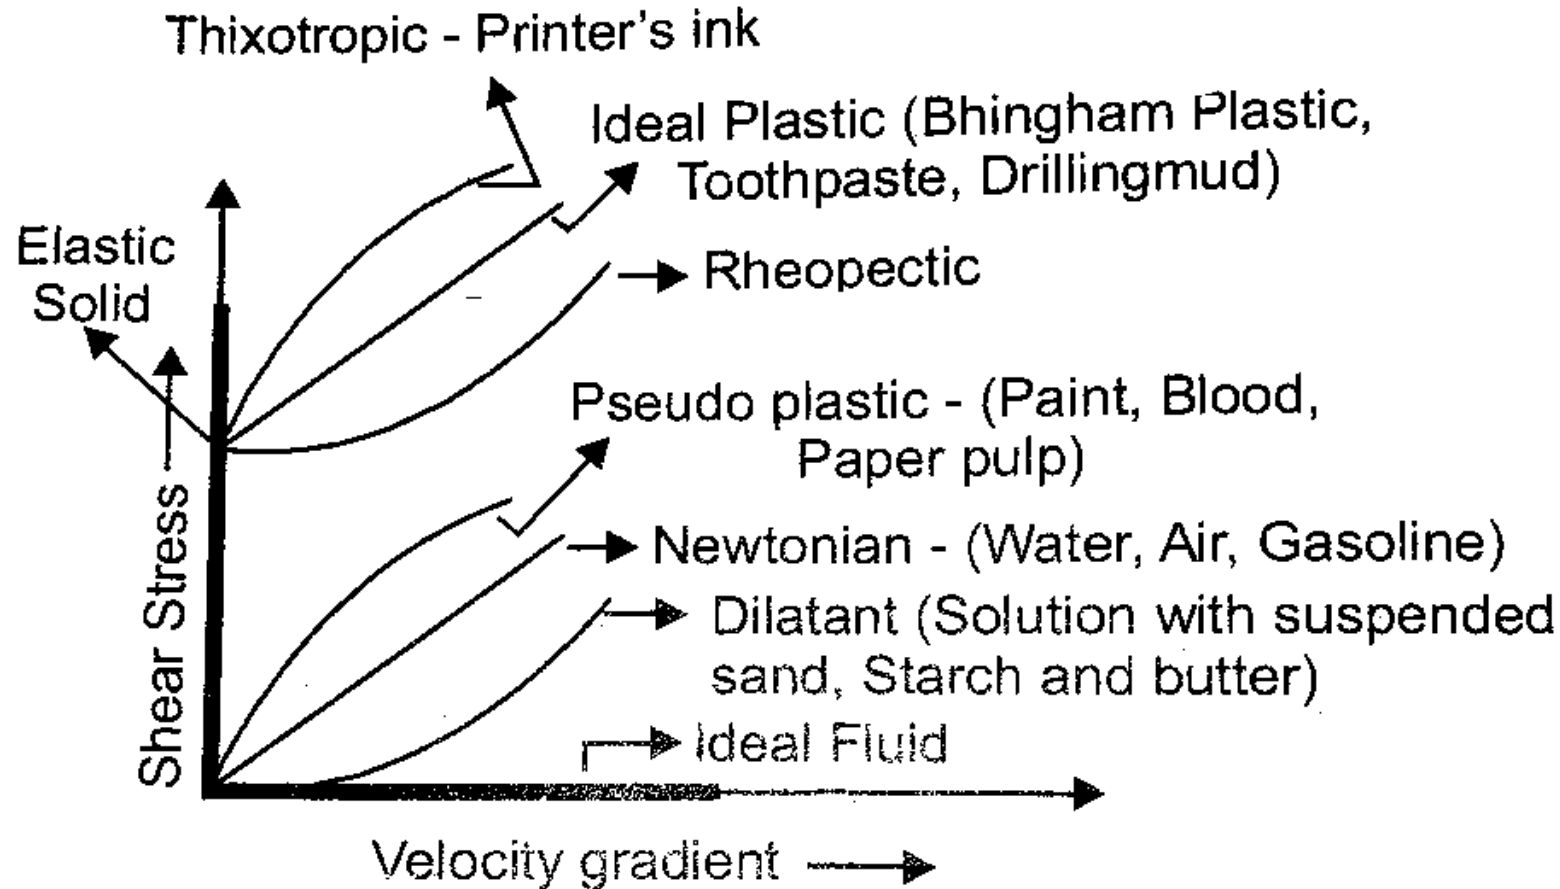 Thixotropic - Printer's ink
Ideal Plastic (Bhingham Plastic,
Toothpaste, Drillingmud)
Elastic
Solid
Rheopectic
Pseudo plastic - (Paint, Blood,
Paper pulp)
Newtonian - (Water, Air, Gasoline)
Dilatant (Solution with suspended
sand, Starch and butter)
Ideal Fluid
Shear Stress
Velocity gradient